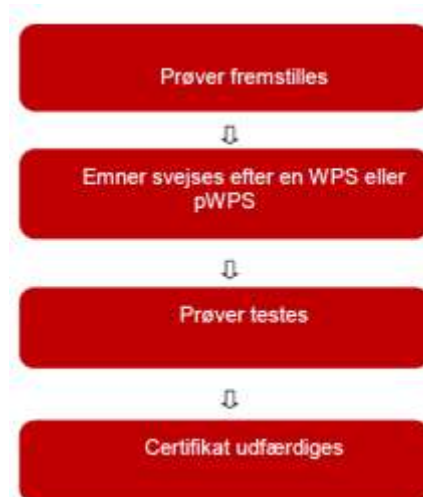 Prøver fremstilles
Emner svejses efter en WPS eller
pWPS
Prøver testes
Certifikat udfærdiges